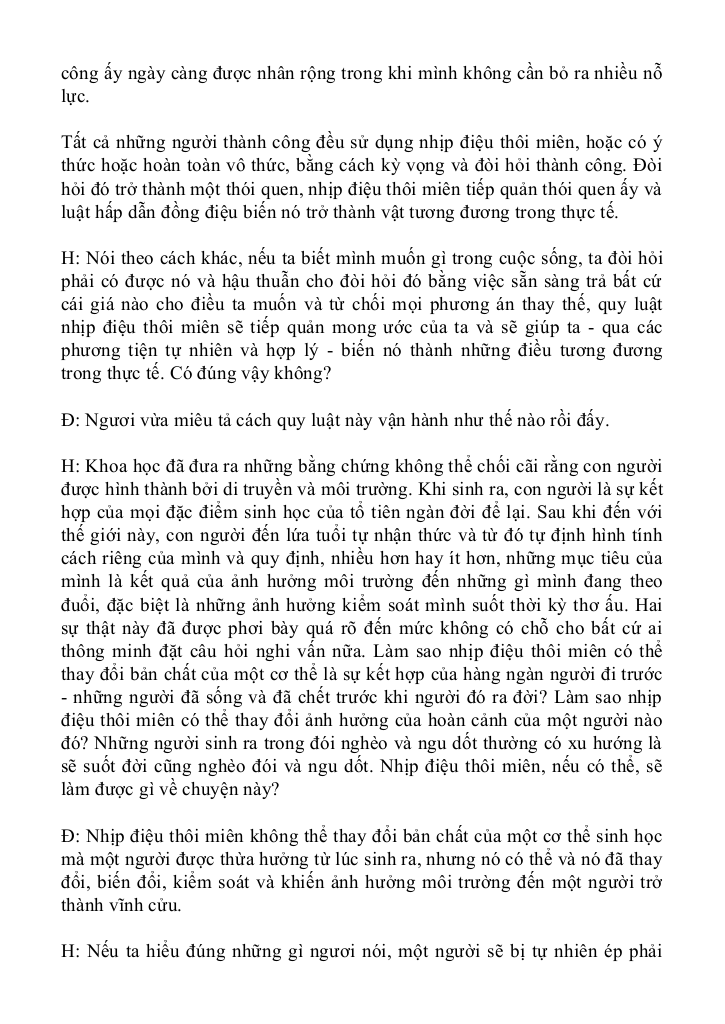 công ấy ngày càng được nhân rộng trong khi mình không cần bỏ ra nhiều nỗ
lực.
Tất cả những người thành công đều sử dụng nhịp điệu thôi miên, hoặc có ý
thức hoặc hoàn toàn vô thức, bằng cách kỳ vọng và đòi hỏi thành công. Đòi
hỏi đó trở thành một thói quen, nhịp điệu thôi miên tiếp quản thói quen ấy và
luật hấp dẫn đồng điệu biến nó trở thành vật tương đương trong thực tế.
H: Nói theo cách khác, nếu ta biết mình muốn gì trong cuộc sống, ta đòi hỏi
phải có được nó và hậu thuẫn cho đòi hỏi đó bằng việc sẵn sàng trả bất cứ
cái giá nào cho điều ta muốn và từ chối mọi phương án thay thế, quy luật
nhịp điệu thôi miên sẽ tiếp quản mong ước của ta và sẽ giúp ta - qua các
phương tiện tự nhiên và hợp lý - biến nó thành những điều tương đương
trong thực tế. Có đúng vậy không?
Đ: Ngươi vừa miêu tả cách quy luật này vận hành như thế nào rồi đấy.
H: Khoa học đã đưa ra những bằng chứng không thể chối cãi rằng con người
được hình thành bởi di truyền và môi trường. Khi sinh ra, con người là sự kết
hợp của mọi đặc điểm sinh học của tổ tiên ngàn đời để lại. Sau khi đến với
thế giới này, con người đến lứa tuổi tự nhận thức và từ đó tự định hình tính
cách riêng của mình và quy định, nhiều hơn hay ít hơn, những mục tiêu của
mình là kết quả của ảnh hưởng môi trường đến những gì mình đang theo
đuổi, đặc biệt là những ảnh hưởng kiểm soát mình suốt thời kỳ thơ ấu. Hai
sự thật này đã được phơi bày quá rõ đến mức không có chỗ cho bất cứ ai
thông minh đặt câu hỏi nghi vấn nữa. Làm sao nhịp điệu thôi miên có thể
thay đổi bản chất của một cơ thể là sự kết hợp của hàng ngàn người đi trước
- những người đã sống và đã chết trước khi người đó ra đời? Làm sao nhịp
điệu thôi miên có thể thay đổi ảnh hưởng của hoàn cảnh của một người nào
đó? Những người sinh ra trong đói nghèo và ngu dốt thường có xu hướng là
sẽ suốt đời cũng nghèo đói và ngu dốt. Nhịp điệu thôi miên, nếu có thể, sẽ
làm được gì về chuyện này?
Đ: Nhịp điệu thôi miên không thể thay đổi bản chất của một cơ thể sinh học
mà một người được thừa hưởng từ lúc sinh ra, nhưng nó có thể và nó đã thay
đổi, biến đổi, kiểm soát và khiến ảnh hưởng môi trường đến một người trở
thành vĩnh cửu.
H: Nếu ta hiểu đúng những gì ngươi nói, một người sẽ bị tự nhiên ép phải